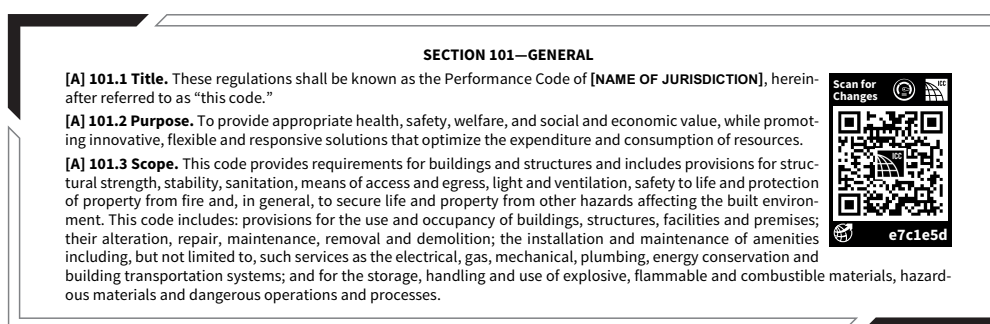 SECTION 101—GENERAL
[A] 101.1 Title. These regulations shall be known as the Performance Code of [NAME OF JURISDICTION], herein-
after referred to as “this code.”
[A] 101.2 Purpose. To provide appropriate health, safety, welfare, and social and economic value, while promot-
ing innovative, flexible and responsive solutions that optimize the expenditure and consumption of resources.
[A] 101.3 Scope. This code provides requirements for buildings and structures and includes provisions for struc-
tural strength, stability, sanitation, means of access and egress, light and ventilation, safety to life and protection
of property from fire and, in general, to secure life and property from other hazards affecting the built environ-
ment. This code includes: provisions for the use and occupancy of buildings, structures, facilities and premises;
their alteration, repair, maintenance, removal and demolition; the installation and maintenance of amenities
including, but not limited to, such services as the electrical, gas, mechanical, plumbing, energy conservation and
building transportation systems; and for the storage, handling and use of explosive, flammable and combustible materials, hazard-
ous materials and dangerous operations and processes.
Scan for
Changes
ICC
ICC
e7c1e5d